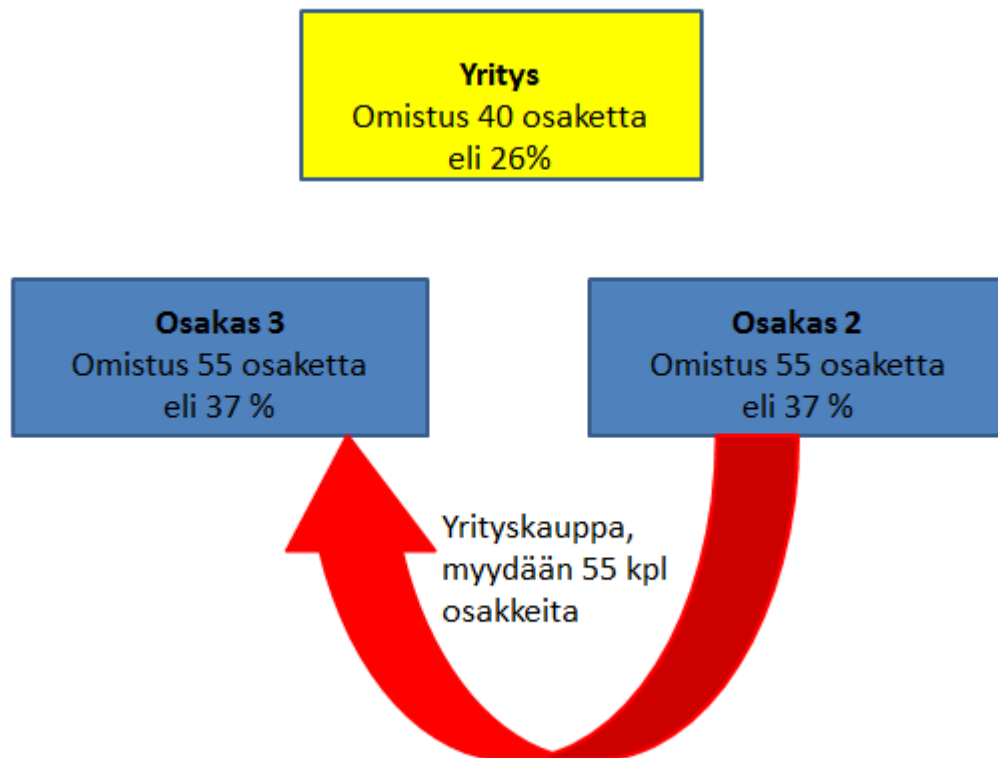 Yritys
Omistus 40 osaketta
eli 26%
Osakas 3
Omistus 55 osaketta
eli 37 %
Osakas 2
Omistus 55 osaketta
eli 37 %
Yrityskauppa,
myydään 55 kpl
osakkeita